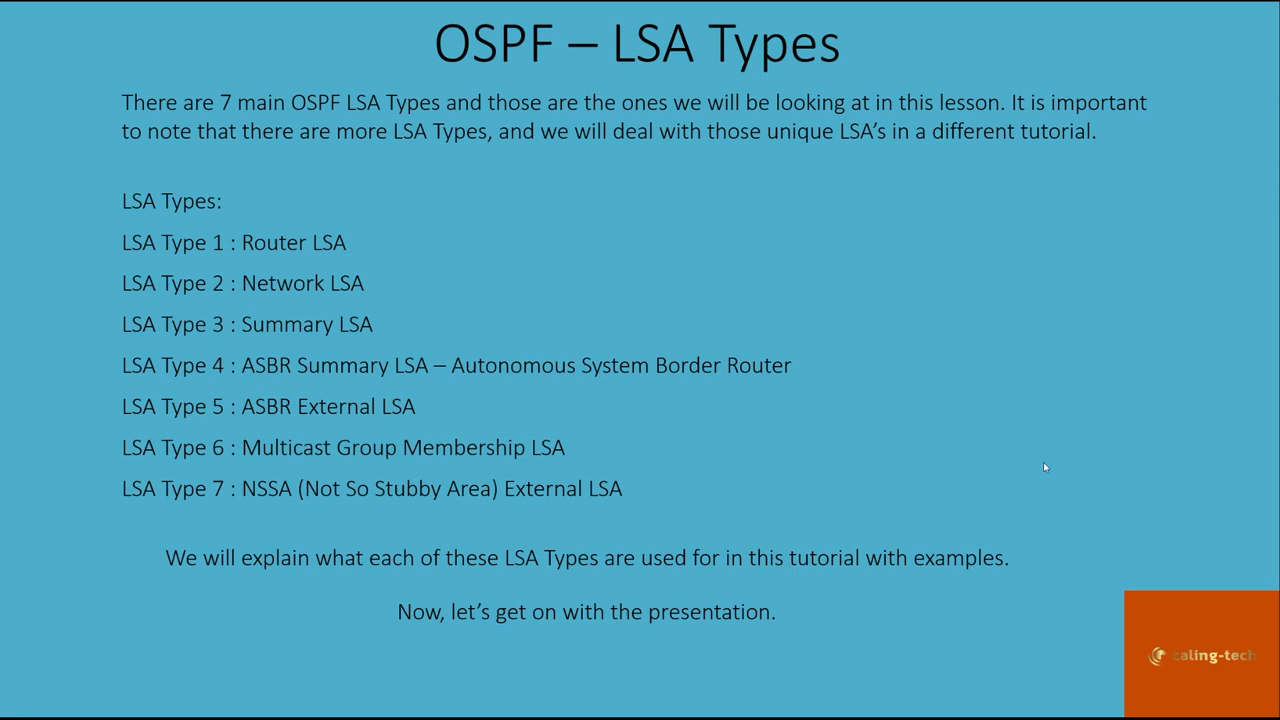 OSPF – LSA Types
There are 7 main OSPF LSA Types and those are the ones we will be looking at in this lesson. It is important
to note that there are more LSA Types, and we will deal with those unique LSA’s in a different tutorial.
LSA Types:
LSA Type 1 : Router LSA
LSA Type 2 : Network LSA
LSA Type 3 : Summary LSA
LSA Type 4 : ASBR Summary LSA – Autonomous System Border Router
LSA Type 5 : ASBR External LSA
LSA Type 6 : Multicast Group Membership LSA
LSA Type 7 : NSSA (Not So Stubby Area) External LSA
We will explain what each of these LSA Types are used for in this tutorial with examples.
Now, let’s get on with the presentation.
caling-tech